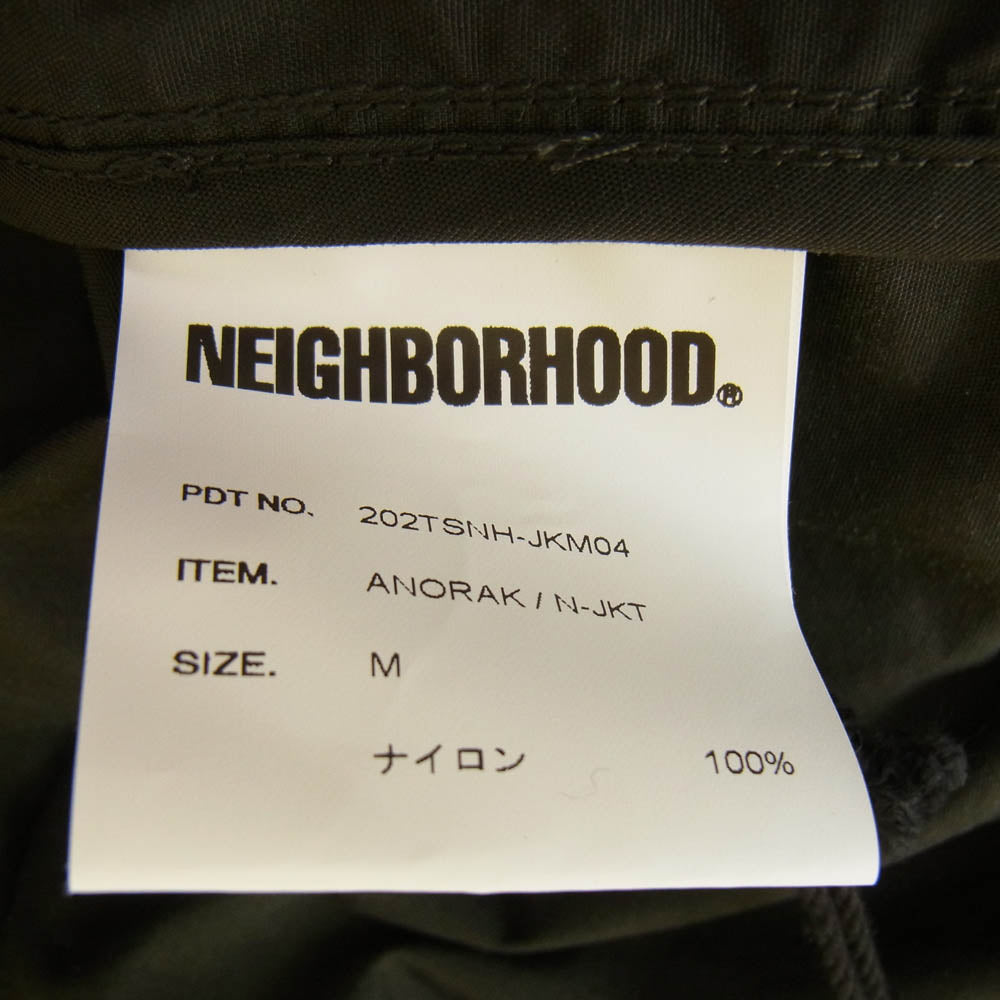 NEIGHBORHOOD®
PDT NO. 202TSNH-JKM04
ITEM. ANORAK / N-JKT
SIZE. M
ナイロン 100%